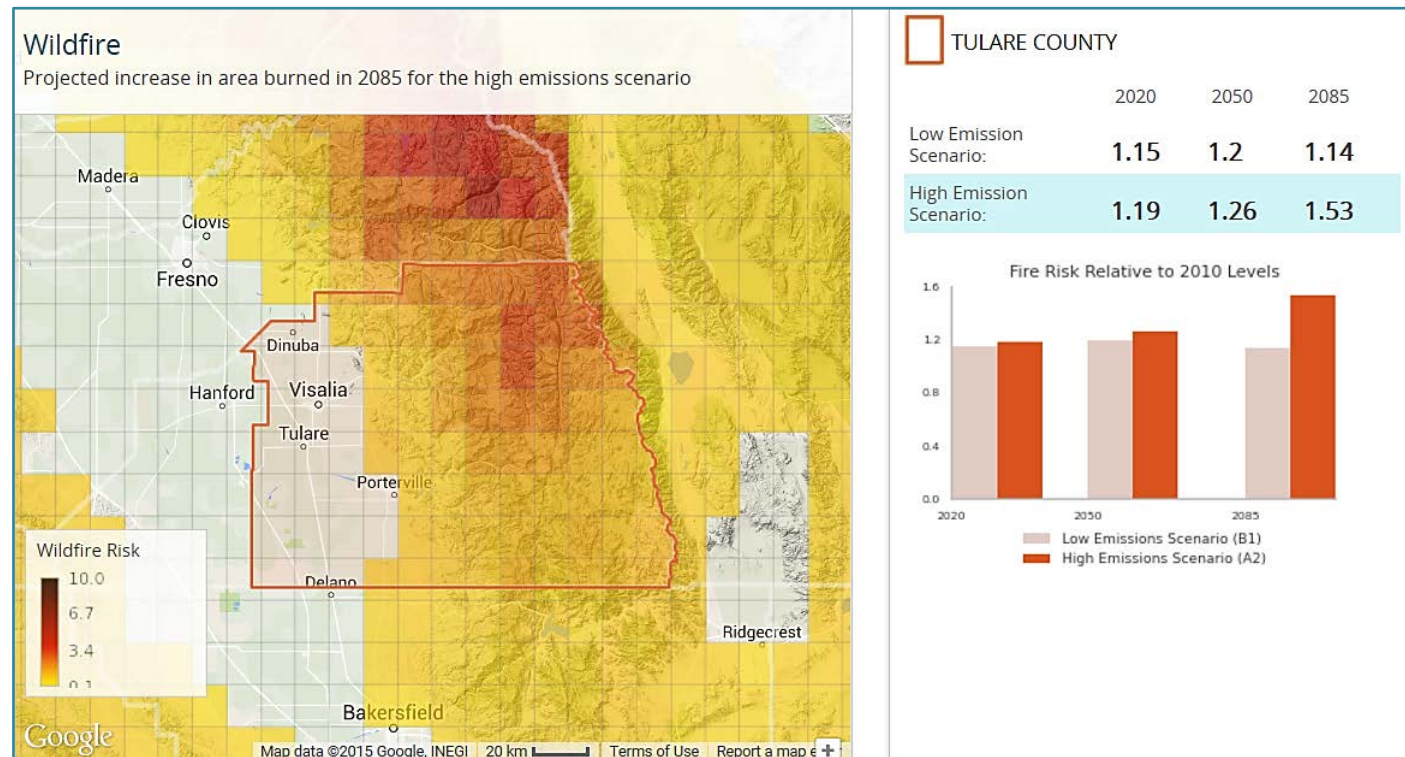 Wildfire
Projected increase in area burned in 2085 for the high emissions scenario
Madera
Clovis
Fresno
Dinuba
Hanford
Visalia
Tulare
Porterville
Delano
Ridgecrest
Bakersfield
Wildfire Risk
10.0
6.7
3.4
Google
Map data ©2015 Google, INEGI
20 km
Terms of Use
Report a map
+
TULARE COUNTY
2020 2050 2085
Low Emission
Scenario: 1.15 1.2 1.14
High Emission
Scenario: 1.19 1.26 1.53
Fire Risk Relative to 2010 Levels
1.6
1.2
0.8
0.4
0.0
2020 2050 2085
Low Emissions Scenario (B1)
High Emissions Scenario (A2)